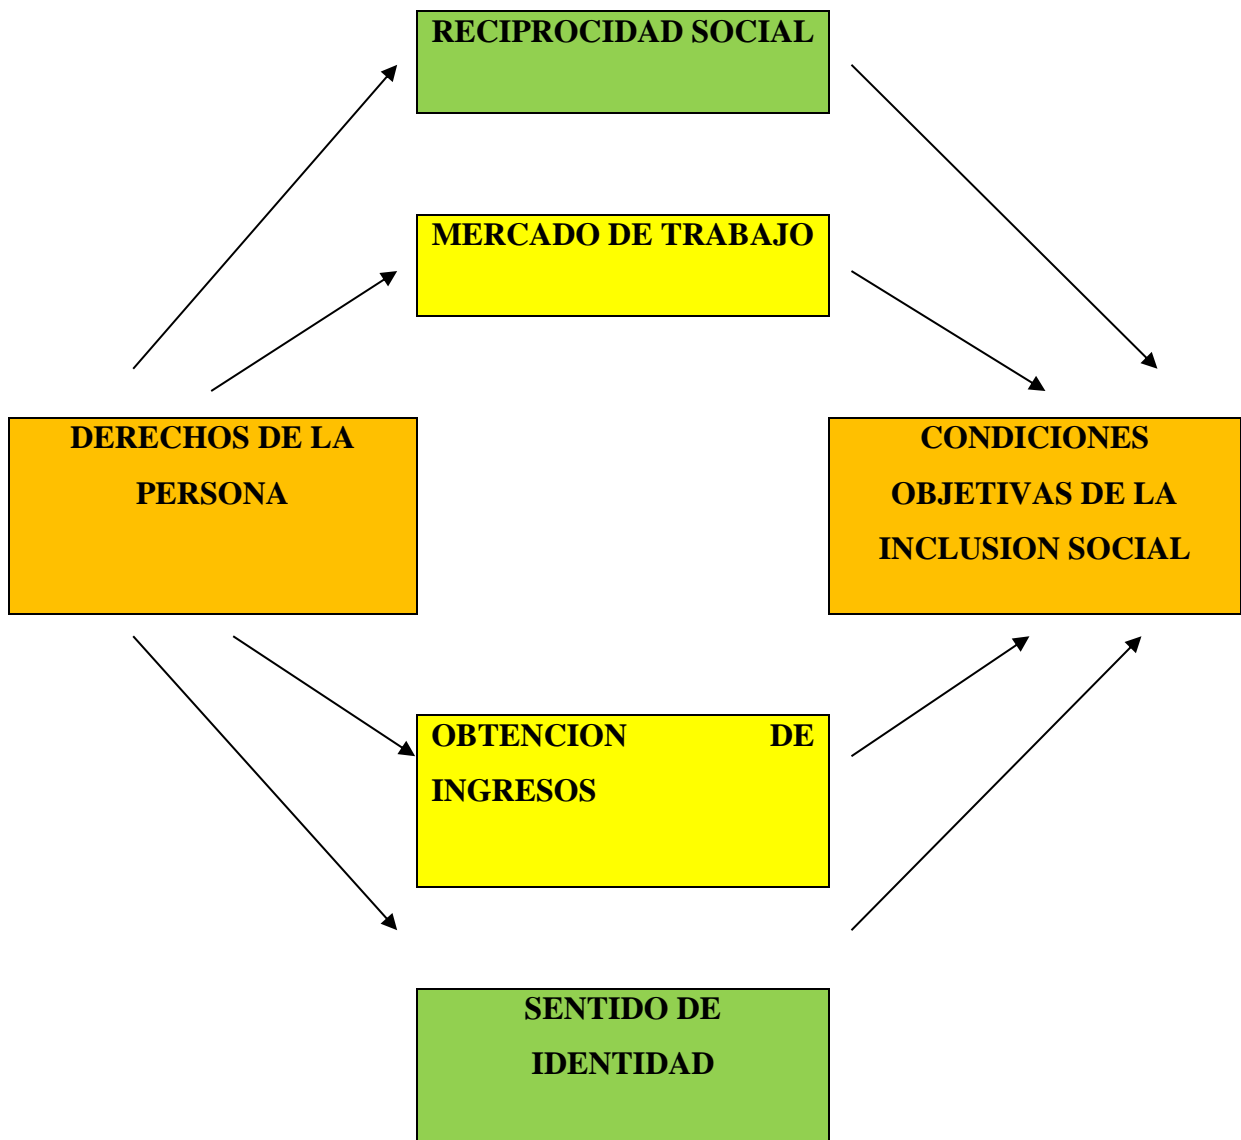 RECIPROCIDAD SOCIAL
MERCADO DE TRABAJO
DERECHOS DE LA
PERSONA
CONDICIONES
OBJETIVAS DE LA
INCLUSION SOCIAL
OBTENCION DE
INGRESOS
SENTIDO DE
IDENTIDAD